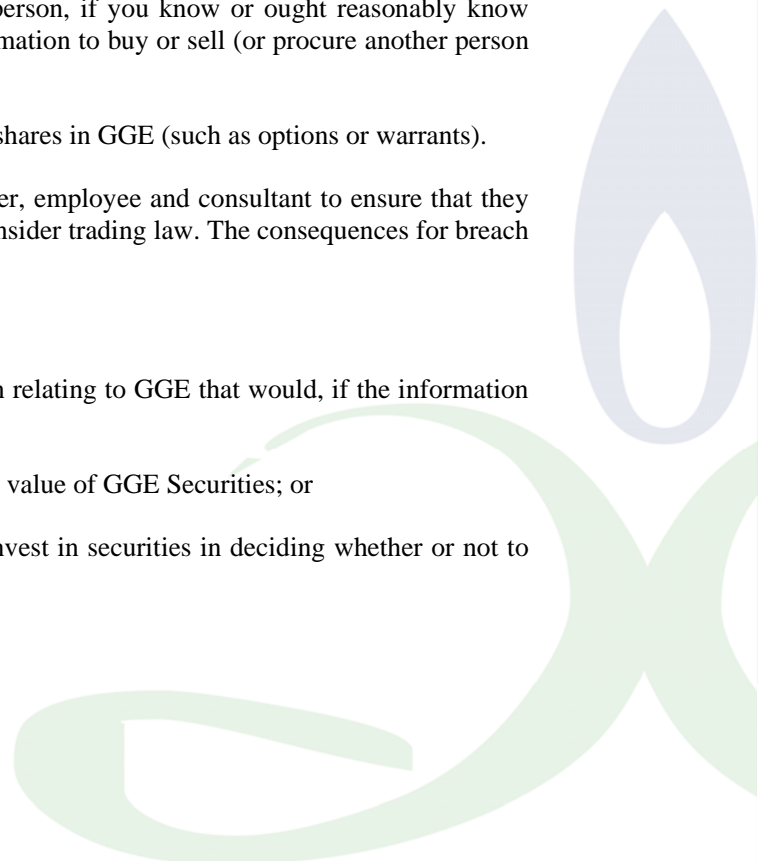 person, if you know or ought reasonably know
mation to buy or sell (or procure another person
shares in GGE (such as options or warrants).
er, employee and consultant to ensure that they
nsider trading law. The consequences for breach
n relating to GGE that would, if the information
value of GGE Securities; or
nvest in securities in deciding whether or not to